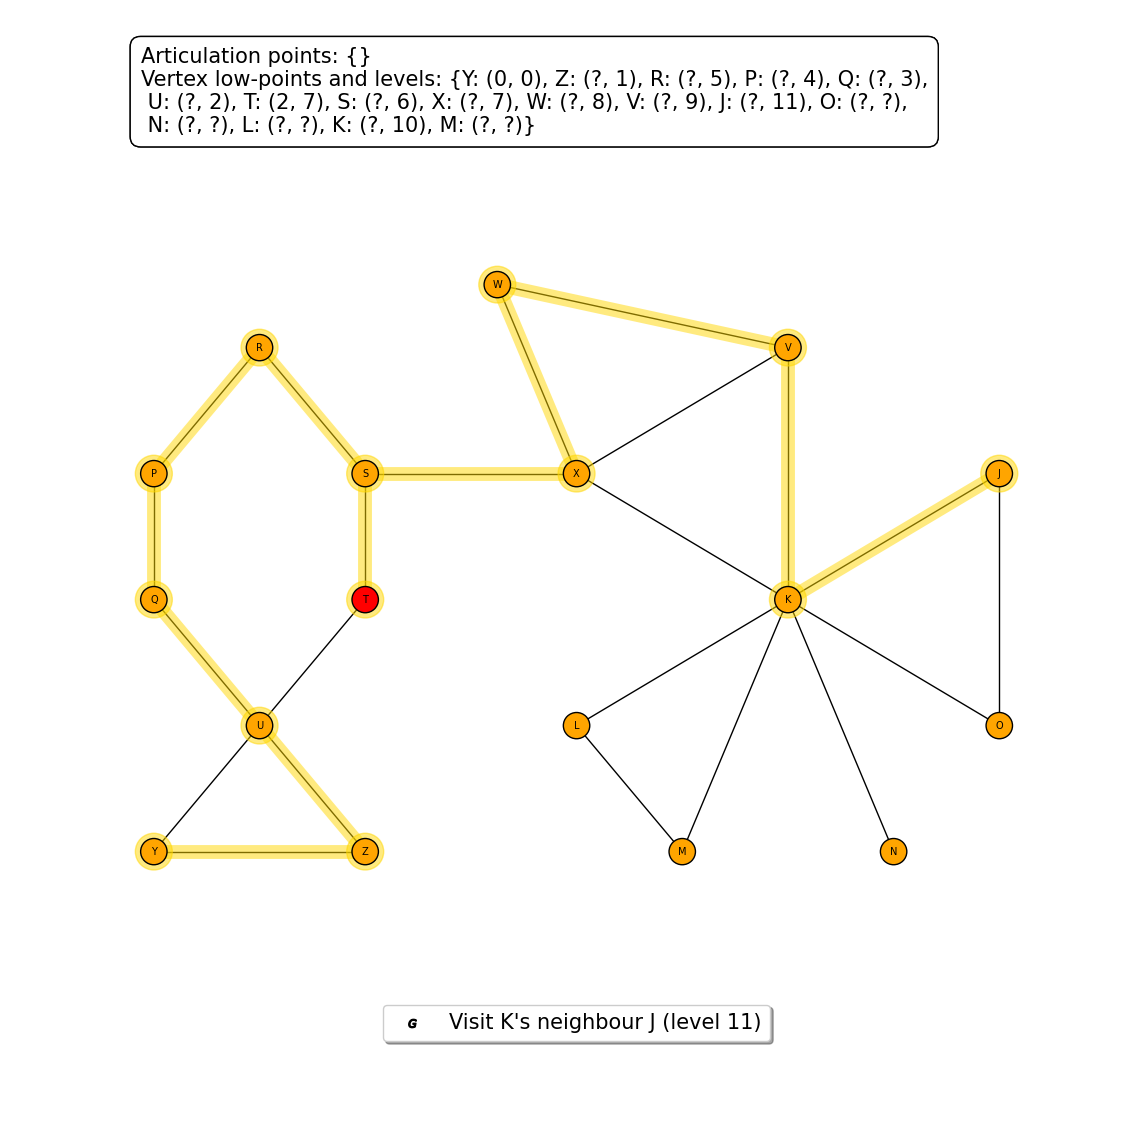 Articulation points: {}
Vertex low-points and levels: {Y: (0, 0), Z: (?, 1), R: (?, 5), P: (?, 4), Q: (?, 3),
U: (?, 2), T: (2, 7), S: (?, 6), X: (?, 7), W: (?, 8), V: (?, 9), J: (?, 11), O: (?, ?),
N: (?, ?), L: (?, ?), K: (?, 10), M: (?, ?)}
W
R
V
P
S
X
J
Q
T
K
U
L
O
Y
Z
M
N
G Visit K's neighbour J (level 11)